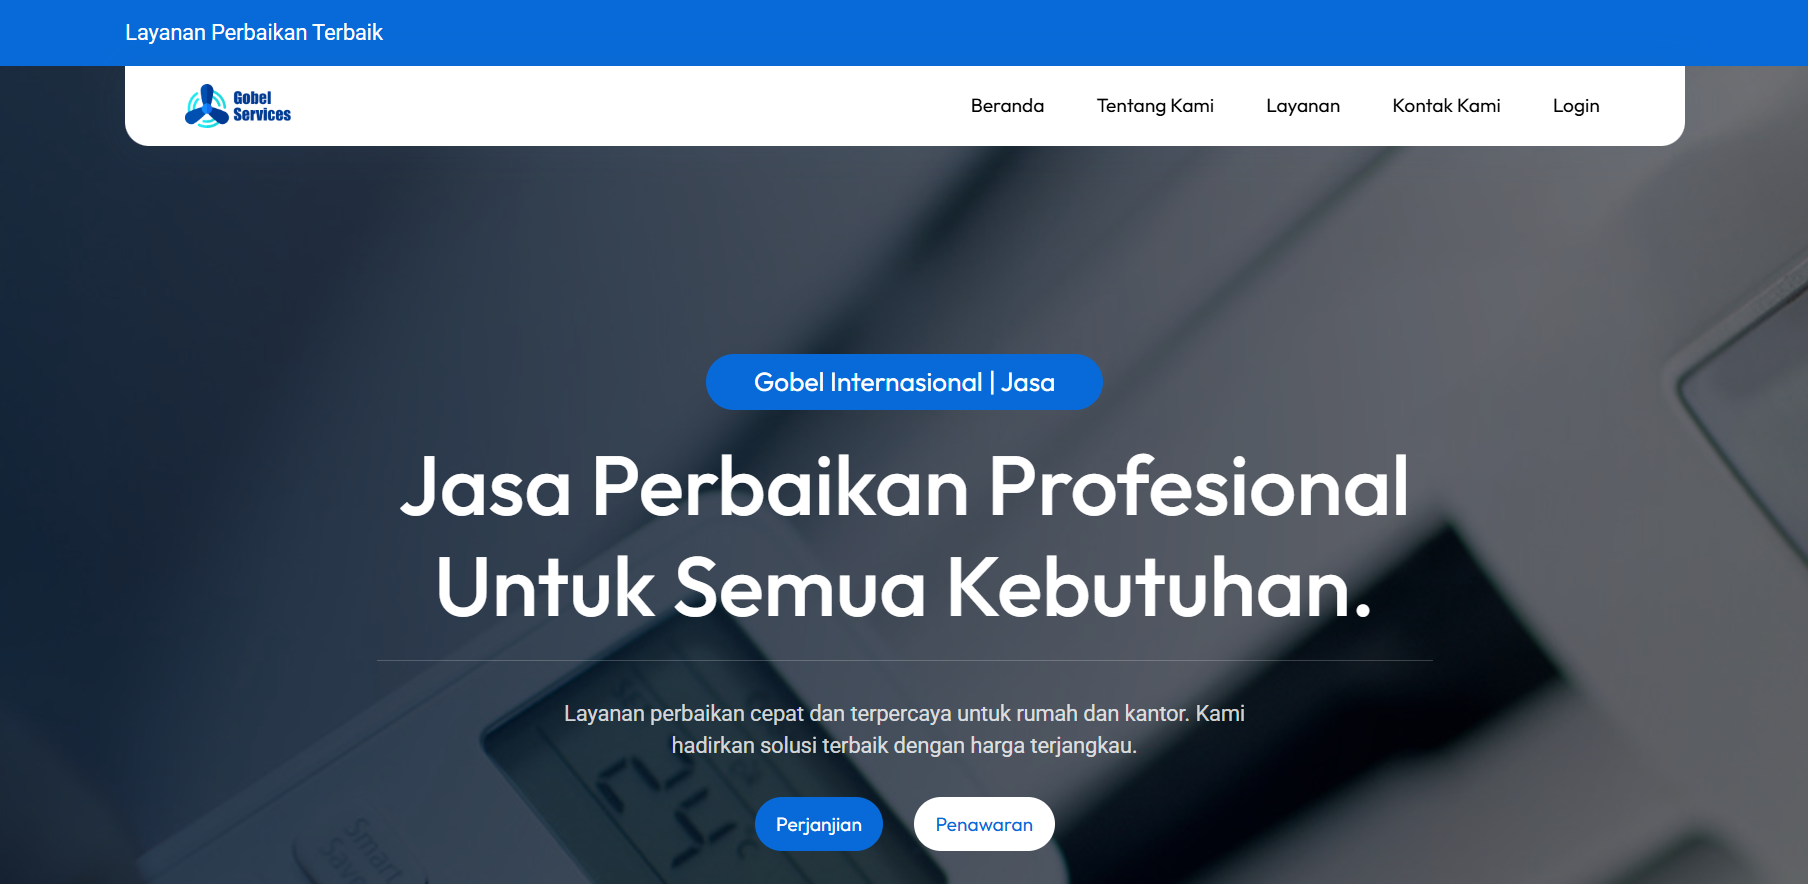 Layanan Perbaikan Terbaik
Gobel
Services
Beranda
Tentang Kami
Layanan
Kontak Kami
Login
Gobel Internasional | Jasa
Jasa Perbaikan Profesional
Untuk Semua Kebutuhan.
Layanan perbaikan cepat dan terpercaya untuk rumah dan kantor. Kami
hadirkan solusi terbaik dengan harga terjangkau.
24°C
Smart
Perjanjian
Penawaran